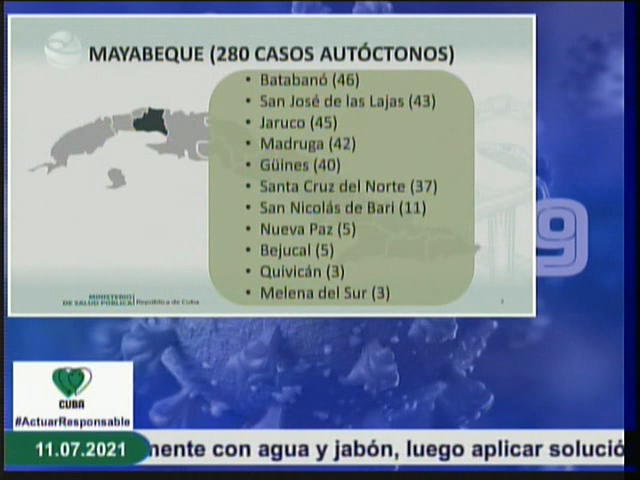 MAYABEQUE (280 CASOS AUTÓCTONOS)
• Batabanó (46)
• San José de las Lajas (43)
• Jaruco (45)
• Madruga (42)
• Güines (40)
• Santa Cruz del Norte (37)
• San Nicolás de Bari (11)
• Nueva Paz (5)
• Bejucal (5)
• Quivicán (3)
• Melena del Sur (3)
MINISTERIO
DE SALUD PÚBLICA República de Cuba
9
CUBA
#ActuarResponsable
11.07.2021 mente con agua y jabón, luego aplicar solució